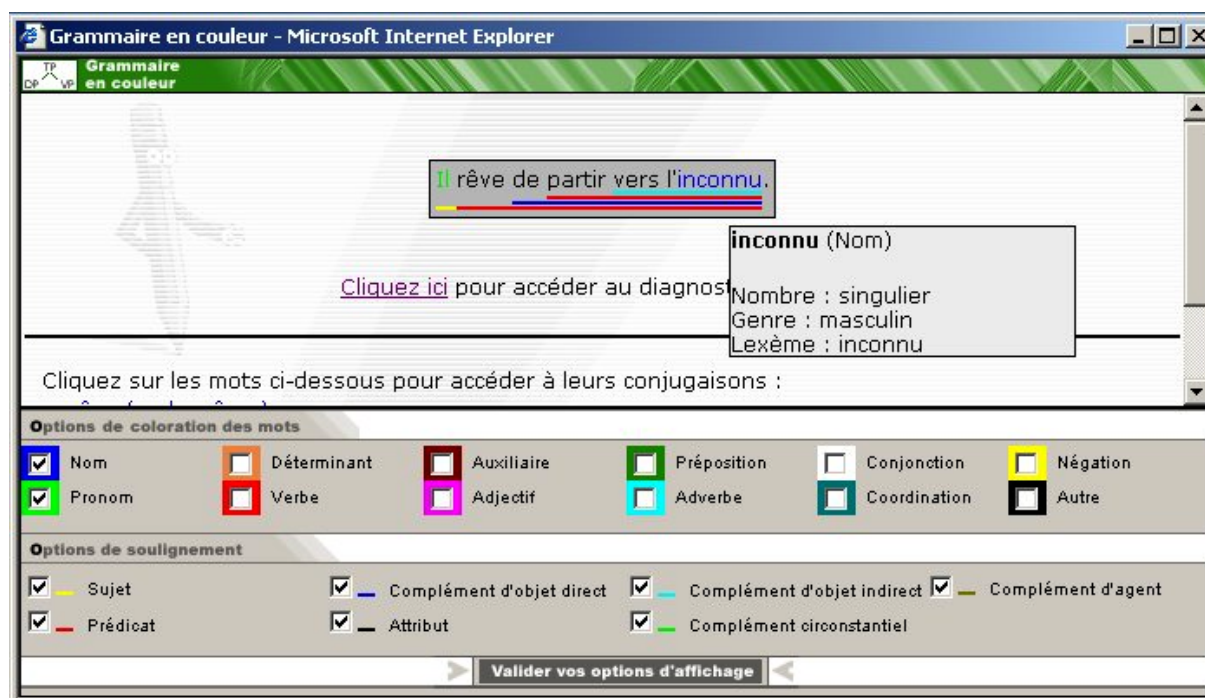 Grammaire en couleur - Microsoft Internet Explorer
TP
DP VP
Grammaire
en couleur
Il rêve de partir vers l'inconnu.
inconnu (Nom)
Cliquez ici pour accéder au diagnost
Nombre : singulier
Genre : masculin
Lexème : inconnu
Cliquez sur les mots ci-dessous pour accéder à leurs conjugaisons :
Options de coloration des mots
Nom Déterminant Auxiliaire Préposition Conjonction Négation
Pronom Verbe Adjectif Adverbe Coordination Autre
Options de soulignement
Sujet Complément d'objet direct Complément d'objet indirect Complément d'agent
Prédicat Attribut Complément circonstantiel
Valider vos options d'affichage